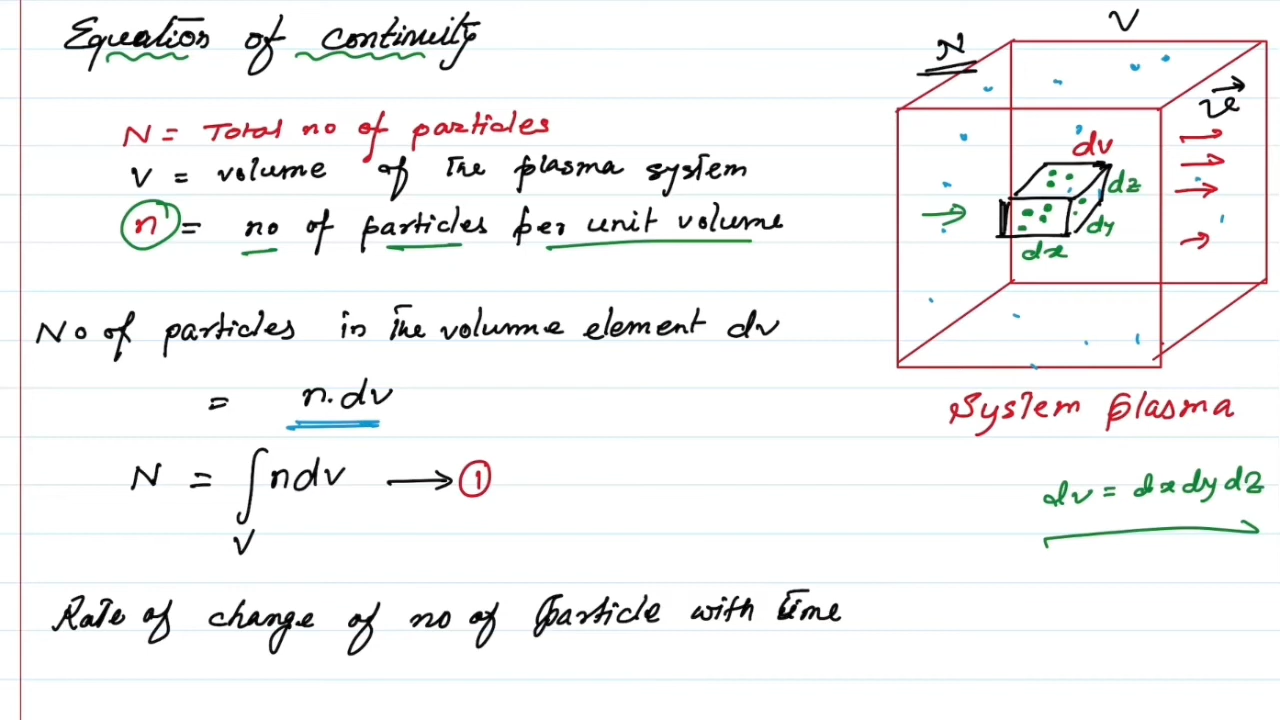 Equation of continuity
N = Total no of particles
V = volume of the plasma system
n = no of particles per unit volume
No of particles in the volume element dv
= n.dv
N = ∫ ndv → ①
V
Rate of change of no of particle with time
V
N
v⃗e
dv
dz
dy
dx
System plasma
dv = dx dy dz